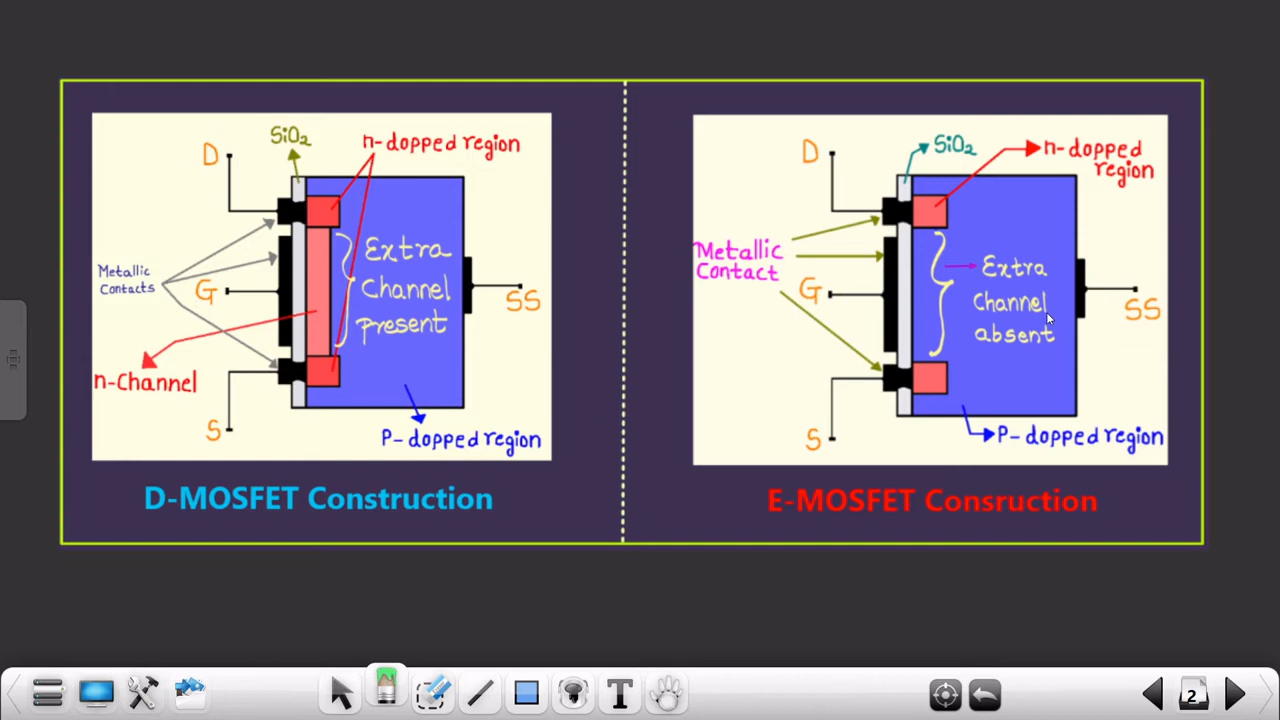 SiO₂
n-dopped region
D
Extra
Channel
present
Metallic
Contacts
G
SS
n-Channel
S
P-dopped region
D-MOSFET Construction
SiO₂
n-dopped
region
D
Metallic
Contact
Extra
Channel
absent
G
SS
S
P-dopped region
E-MOSFET Consruction
T
2